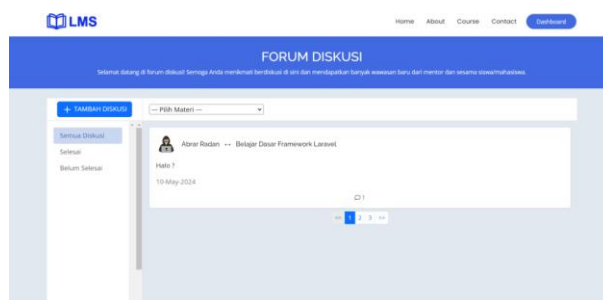 LMS
Home About Course Contact Dashboard
FORUM DISKUSI
Selamat datang di forum diskusi! Semoga Anda menikmati berdiskusi di sini dan mendapatkan banyak wawasan baru dari mentor dan sesama siswa/mahasiswa.
+ TAMBAH DISKUSI
--- Pilih Materi ---
Semua Diskusi
Selesai
Belum Selesai
Abrar Radan -- Belajar Dasar Framework Laravel
Halo ?
10-May-2024
1
<< 1 2 3 >>